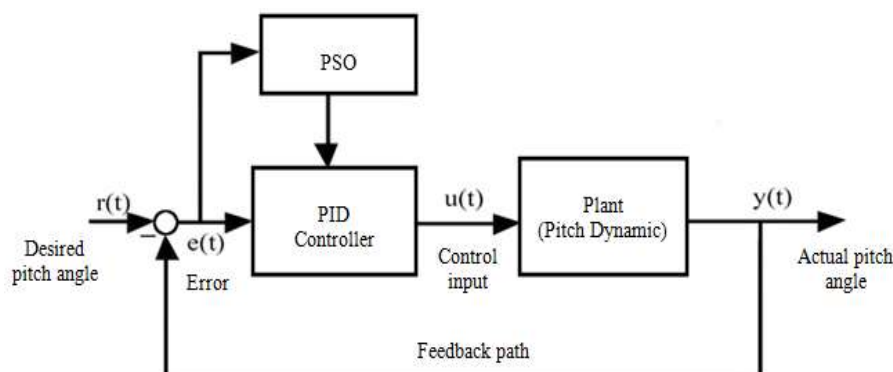 PSO
r(t)
PID
Controller
u(t)
Plant
(Pitch Dynamic)
y(t)
–
e(t)
Desired
pitch angle
Error
Control
input
Actual pitch
angle
Feedback path